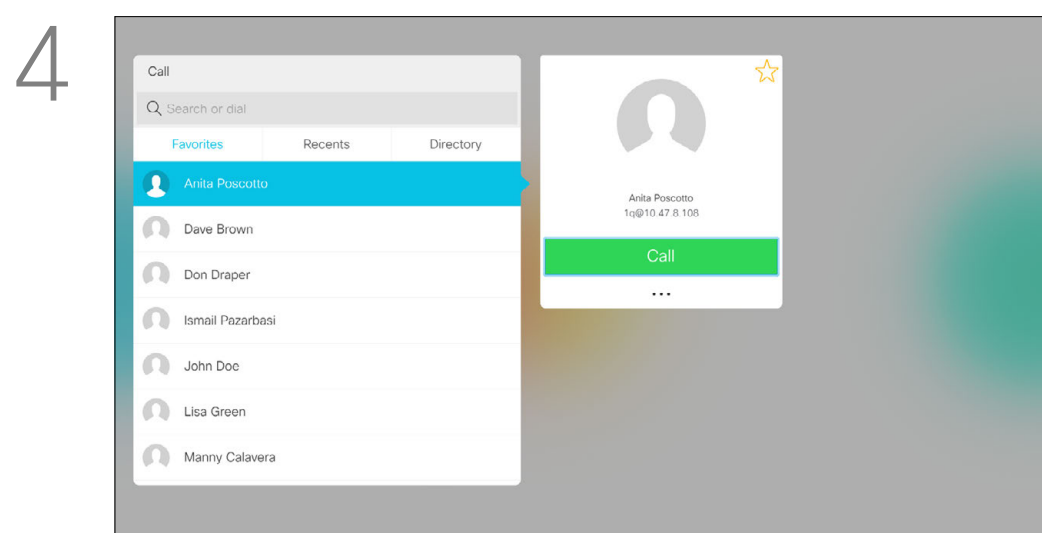 4
Call
Search or dial
Favorites Recents Directory
Anita Poscotto
Dave Brown
Don Draper
Ismail Pazarbasi
John Doe
Lisa Green
Manny Calavera
Anita Poscotto
1q@10.47.8.108
Call
...